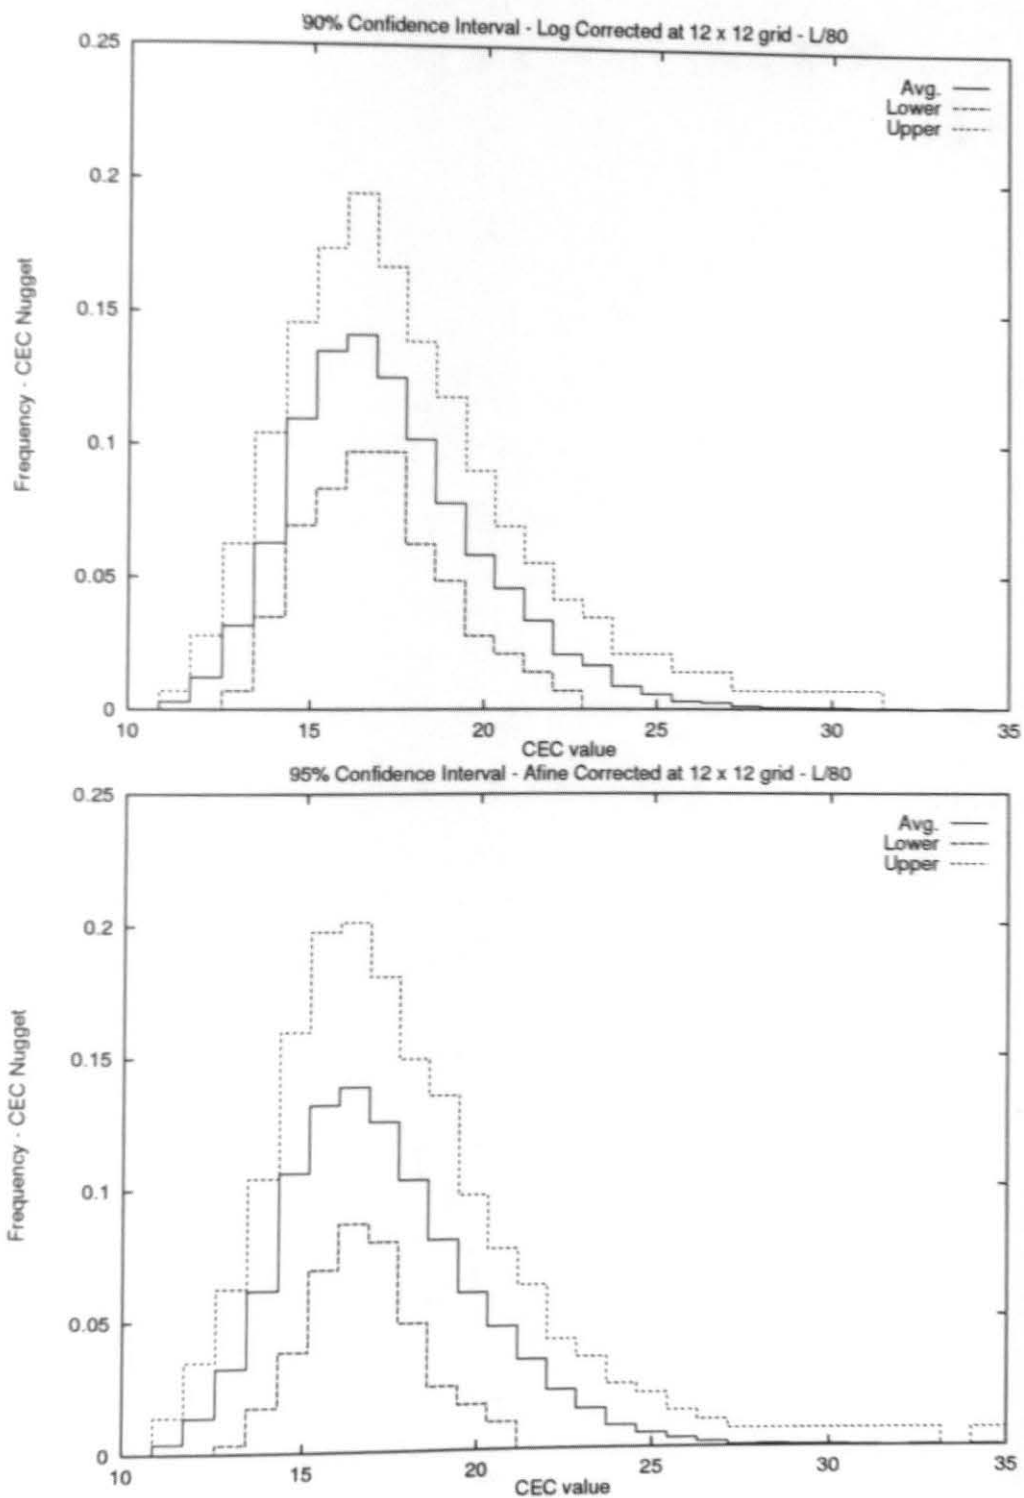 90% Confidence Interval - Log Corrected at 12 x 12 grid - L/80
0.25
Avg.
Lower
Upper
0.2
0.15
0.1
0.05
0
Frequency - CEC Nugget
10 15 20 25 30 35
CEC value
95% Confidence Interval - Afine Corrected at 12 x 12 grid - L/80
0.25
Avg.
Lower
Upper
0.2
0.15
0.1
0.05
0
Frequency - CEC Nugget
10 15 20 25 30 35
CEC value